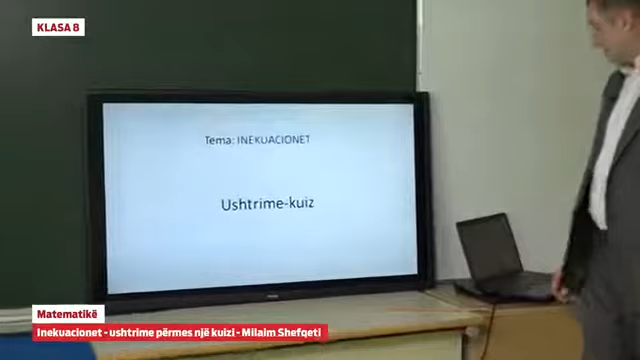 KLASA 8
Tema: INEKUACIONET
Ushtrime-kuiz
Matematikë
Inekuacionet - ushtrime përmes një kuizi - Milaim Shefqeti